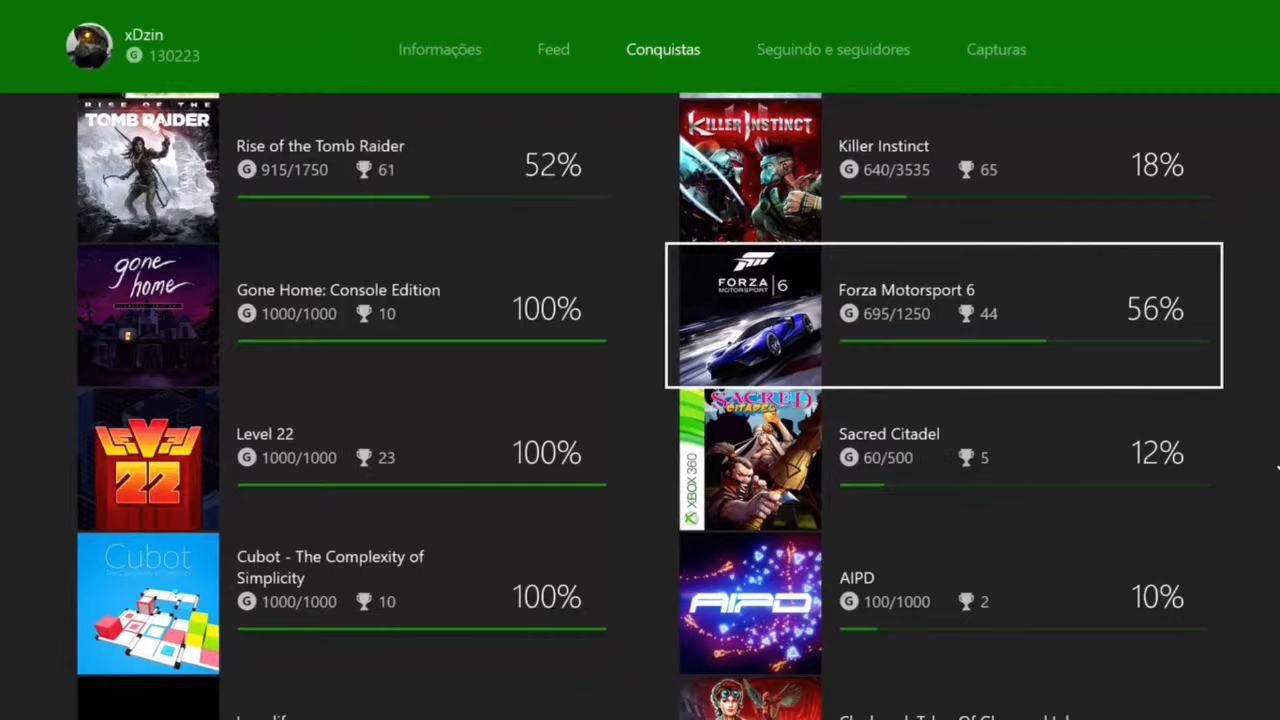 xDzin
G 130223
Informações
Feed
Conquistas
Seguindo e seguidores
Capturas
RISE OF THE
TOMB RAIDER
Rise of the Tomb Raider
G 915/1750 61
52%
KILLER INSTINCT
Killer Instinct
G 640/3535 65
18%
gone
home
Gone Home: Console Edition
G 1000/1000 10
100%
FORZA
MOTORSPORT 6
Forza Motorsport 6
G 695/1250 44
56%
LEVEL
22
Level 22
G 1000/1000 23
100%
XBOX 360
SACRED
CITADEL
Sacred Citadel
G 60/500 5
12%
Cubot
The Complexity of Simplicity
Cubot - The Complexity of
Simplicity
G 1000/1000 10
100%
AIPD
AIPD
G 100/1000 2
10%